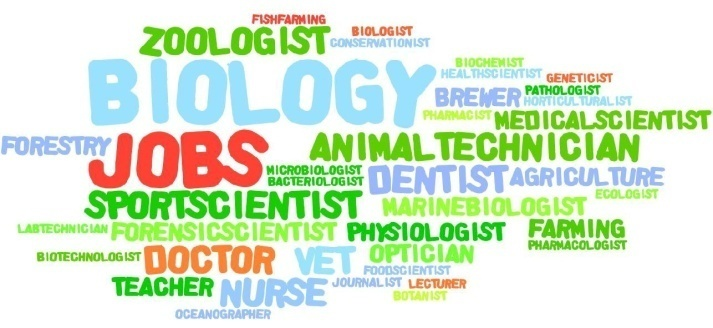 FISHFARMING
ZOOLOGIST BIOLOGIST
CONSERVATIONIST
BIOLOGY
BIOCHEMIST
HEALTHSCIENTIST GENETICIST
BREWER PATHOLOGIST
HORTICULTURALIST
PHARMACIST MEDICALSCIENTIST
FORESTRY JOBS ANIMALTECHNICIAN
MICROBIOLOGIST
BACTERIOLOGIST DENTIST AGRICULTURE
ECOLOGIST
SPORTSCIENTIST MARINEBIOLOGIST
LABTECHNICIAN FORENSICSCIENTIST PHYSIOLOGIST FARMING
PHARMACOLOGIST
BIOTECHNOLOGIST DOCTOR VET OPTICIAN
FOODSCIENTIST
TEACHER NURSE JOURNALIST LECTURER
BOTANIST
OCEANOGRAPHER